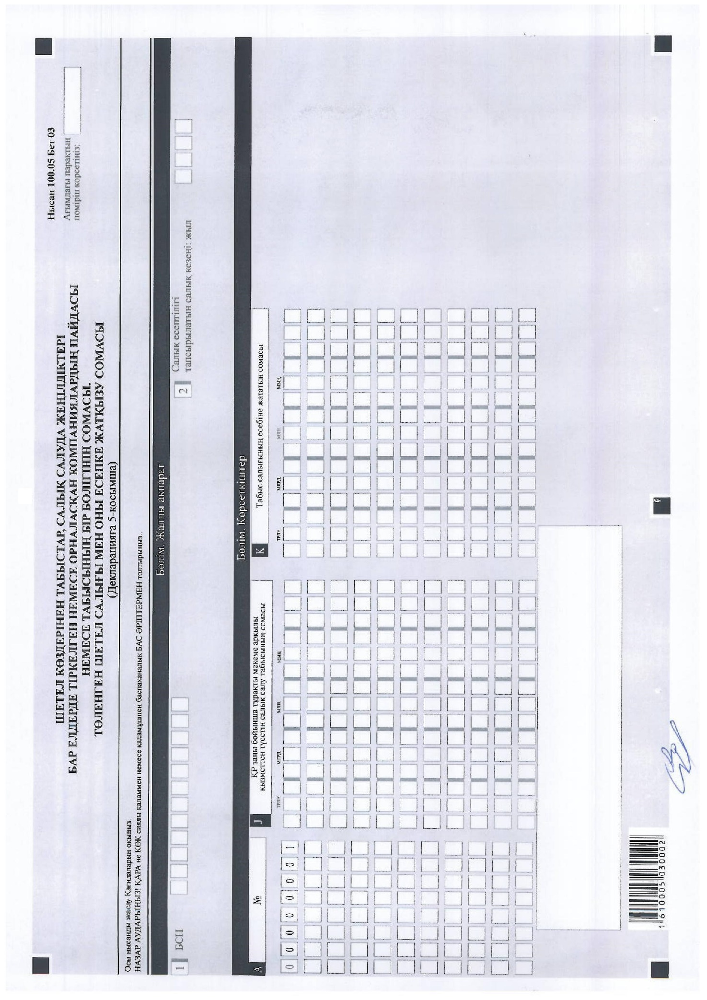 Нысан 100.05 Бет 03
Ағымдағы парақтың
нөмірін көрсетіңіз:
ШЕТЕЛ КӨЗДЕРІНЕН ТАБЫСТАР, САЛЫҚ САЛУДА ЖЕҢІЛДІКТЕРІ
БАР ЕЛДЕРДЕ ТІРКЕЛГЕН НЕМЕСЕ ОРНАЛАСҚАН КОМПАНИЯЛАРДЫҢ ПАЙДАСЫ
НЕМЕСЕ ТАБЫСЫНЫҢ БІР БӨЛІГІНІҢ СОМАСЫ.
ТӨЛЕНГЕН ШЕТЕЛ САЛЫҒЫ МЕН ОНЫ ЕСЕПКЕ ЖАТҚЫЗУ СОМАСЫ
(Декларацияға 5-қосымша)
Осы нысанды жасау Қағидаларын оқыңыз.
НАЗАР АУДАРЫҢЫЗ! ҚАРА не КӨК сиялы қаламмен немесе қаламұшпен баспаханалық БАС ӘРІПТЕРМЕН толтырыңыз..
Бөлім. Жалпы ақпарат
1 БСН
2 Салық есептілігі
тапсырылатын салық кезеңі: жыл
Бөлім. Көрсеткіштер
A №
J ҚР заңы бойынша тұрақты мекеме арқылы
қызметтен түсетін салық салу табысының сомасы
K Табыс салығының есебіне жататын сомасы
трлн млрд. млн. мың
трлн. млрд. млн. мың
0 0 0 0 0 0 0 1
1610005030002